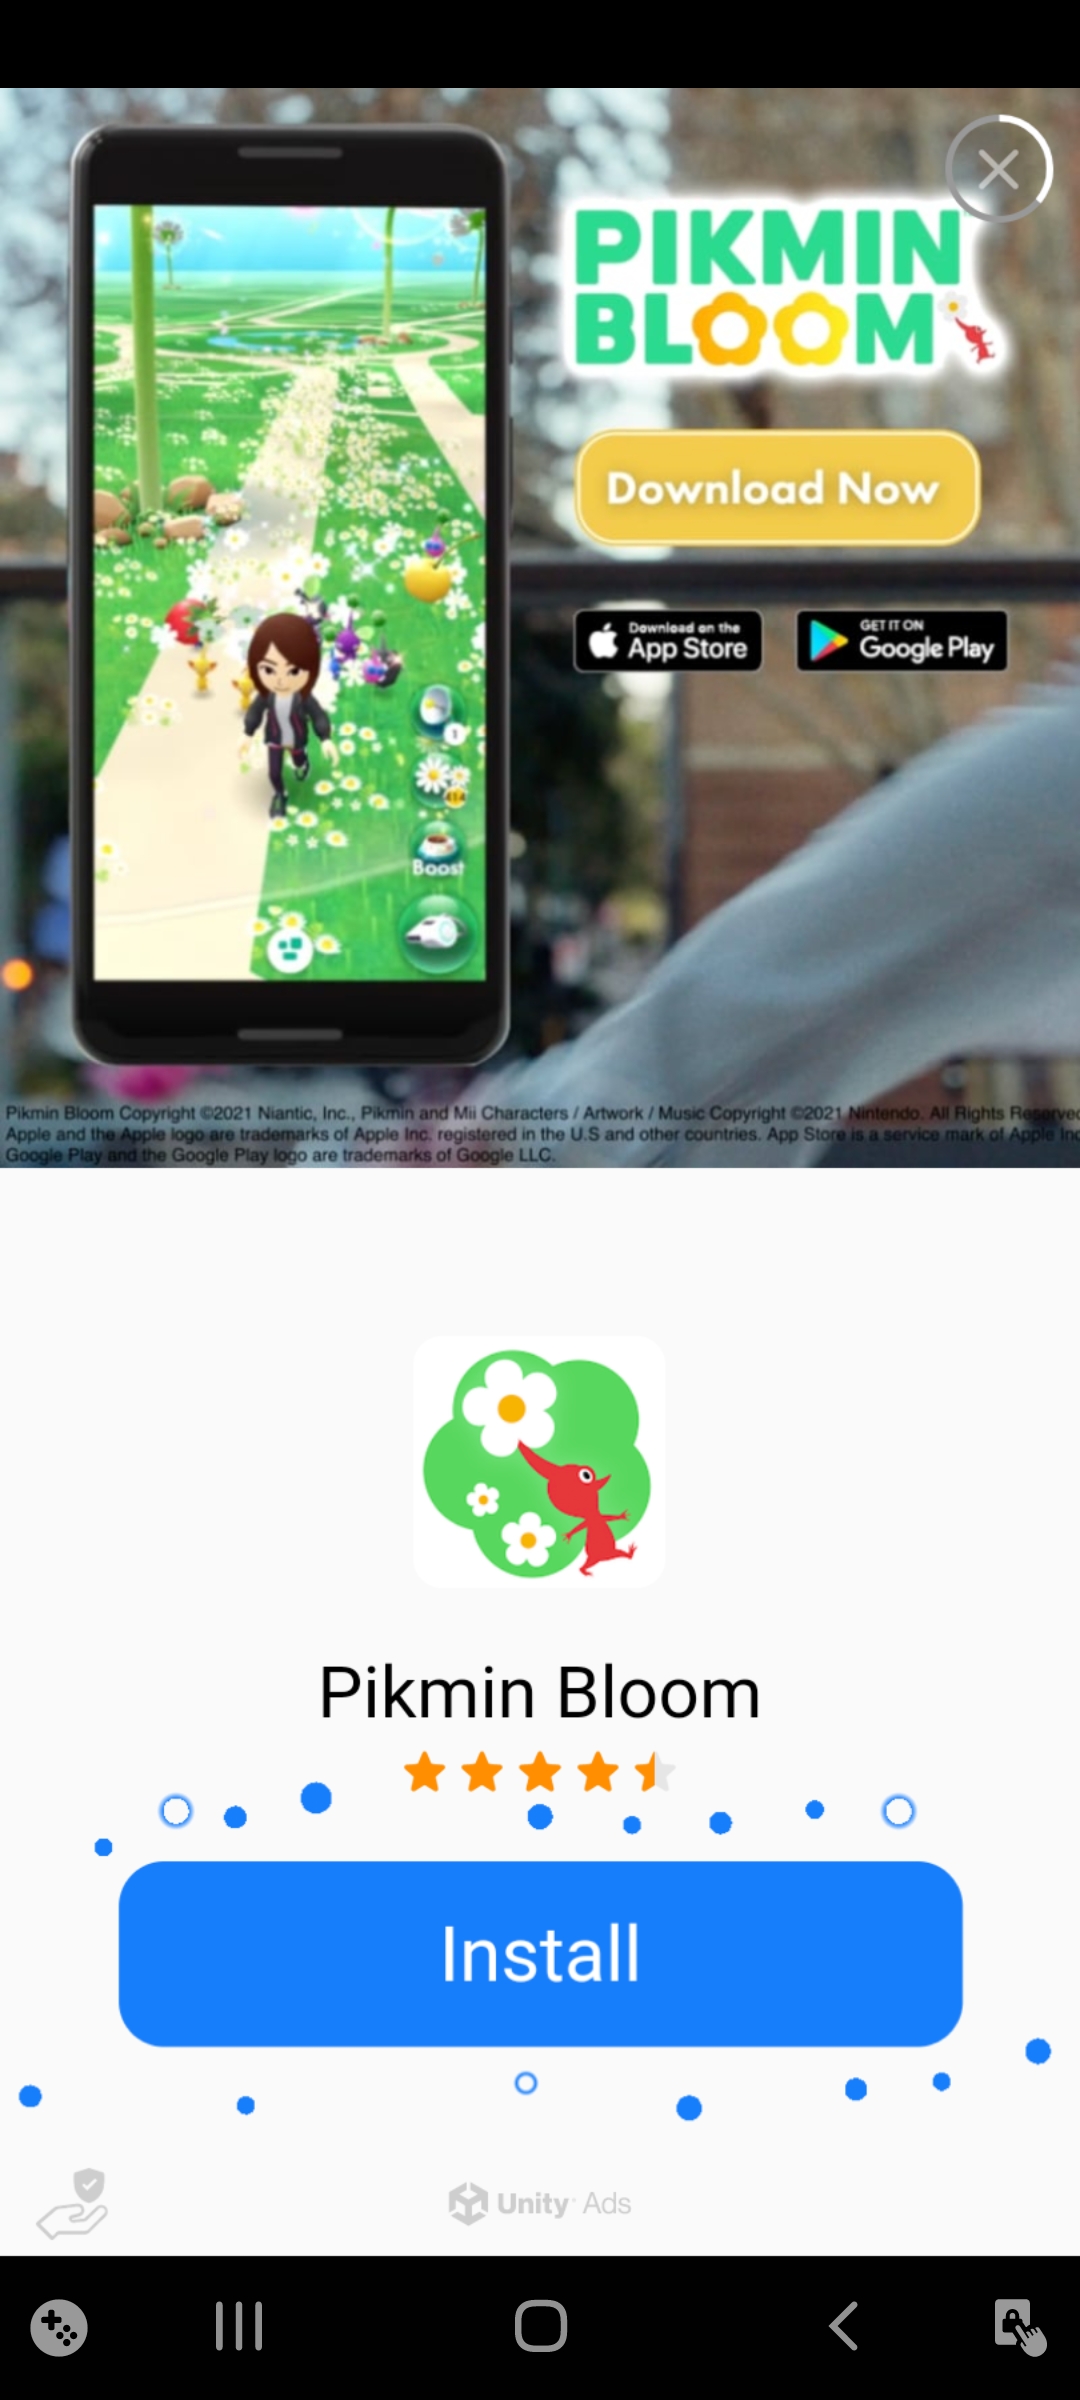 PIKMIN
BLOOM
Download Now
Download on the
App Store
GET IT ON
Google Play
1
Boost
Pikmin Bloom Copyright ©2021 Niantic, Inc., Pikmin and Mii Characters / Artwork / Music Copyright ©2021 Nintendo. All Rights Reserved
Apple and the Apple logo are trademarks of Apple Inc. registered in the U.S and other countries. App Store is a service mark of Apple Inc
Google Play and the Google Play logo are trademarks of Google LLC.
Pikmin Bloom
Install
Unity Ads